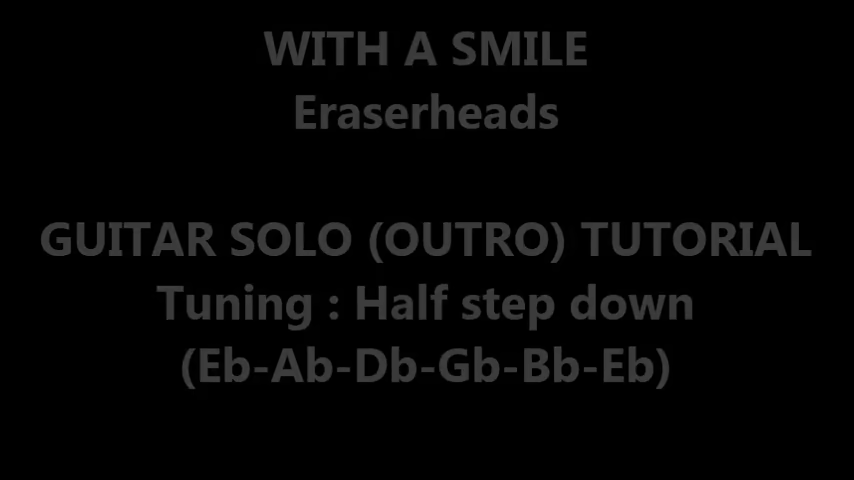 WITH A SMILE
Eraserheads
GUITAR SOLO (OUTRO) TUTORIAL
Tuning : Half step down
(Eb-Ab-Db-Gb-Bb-Eb)